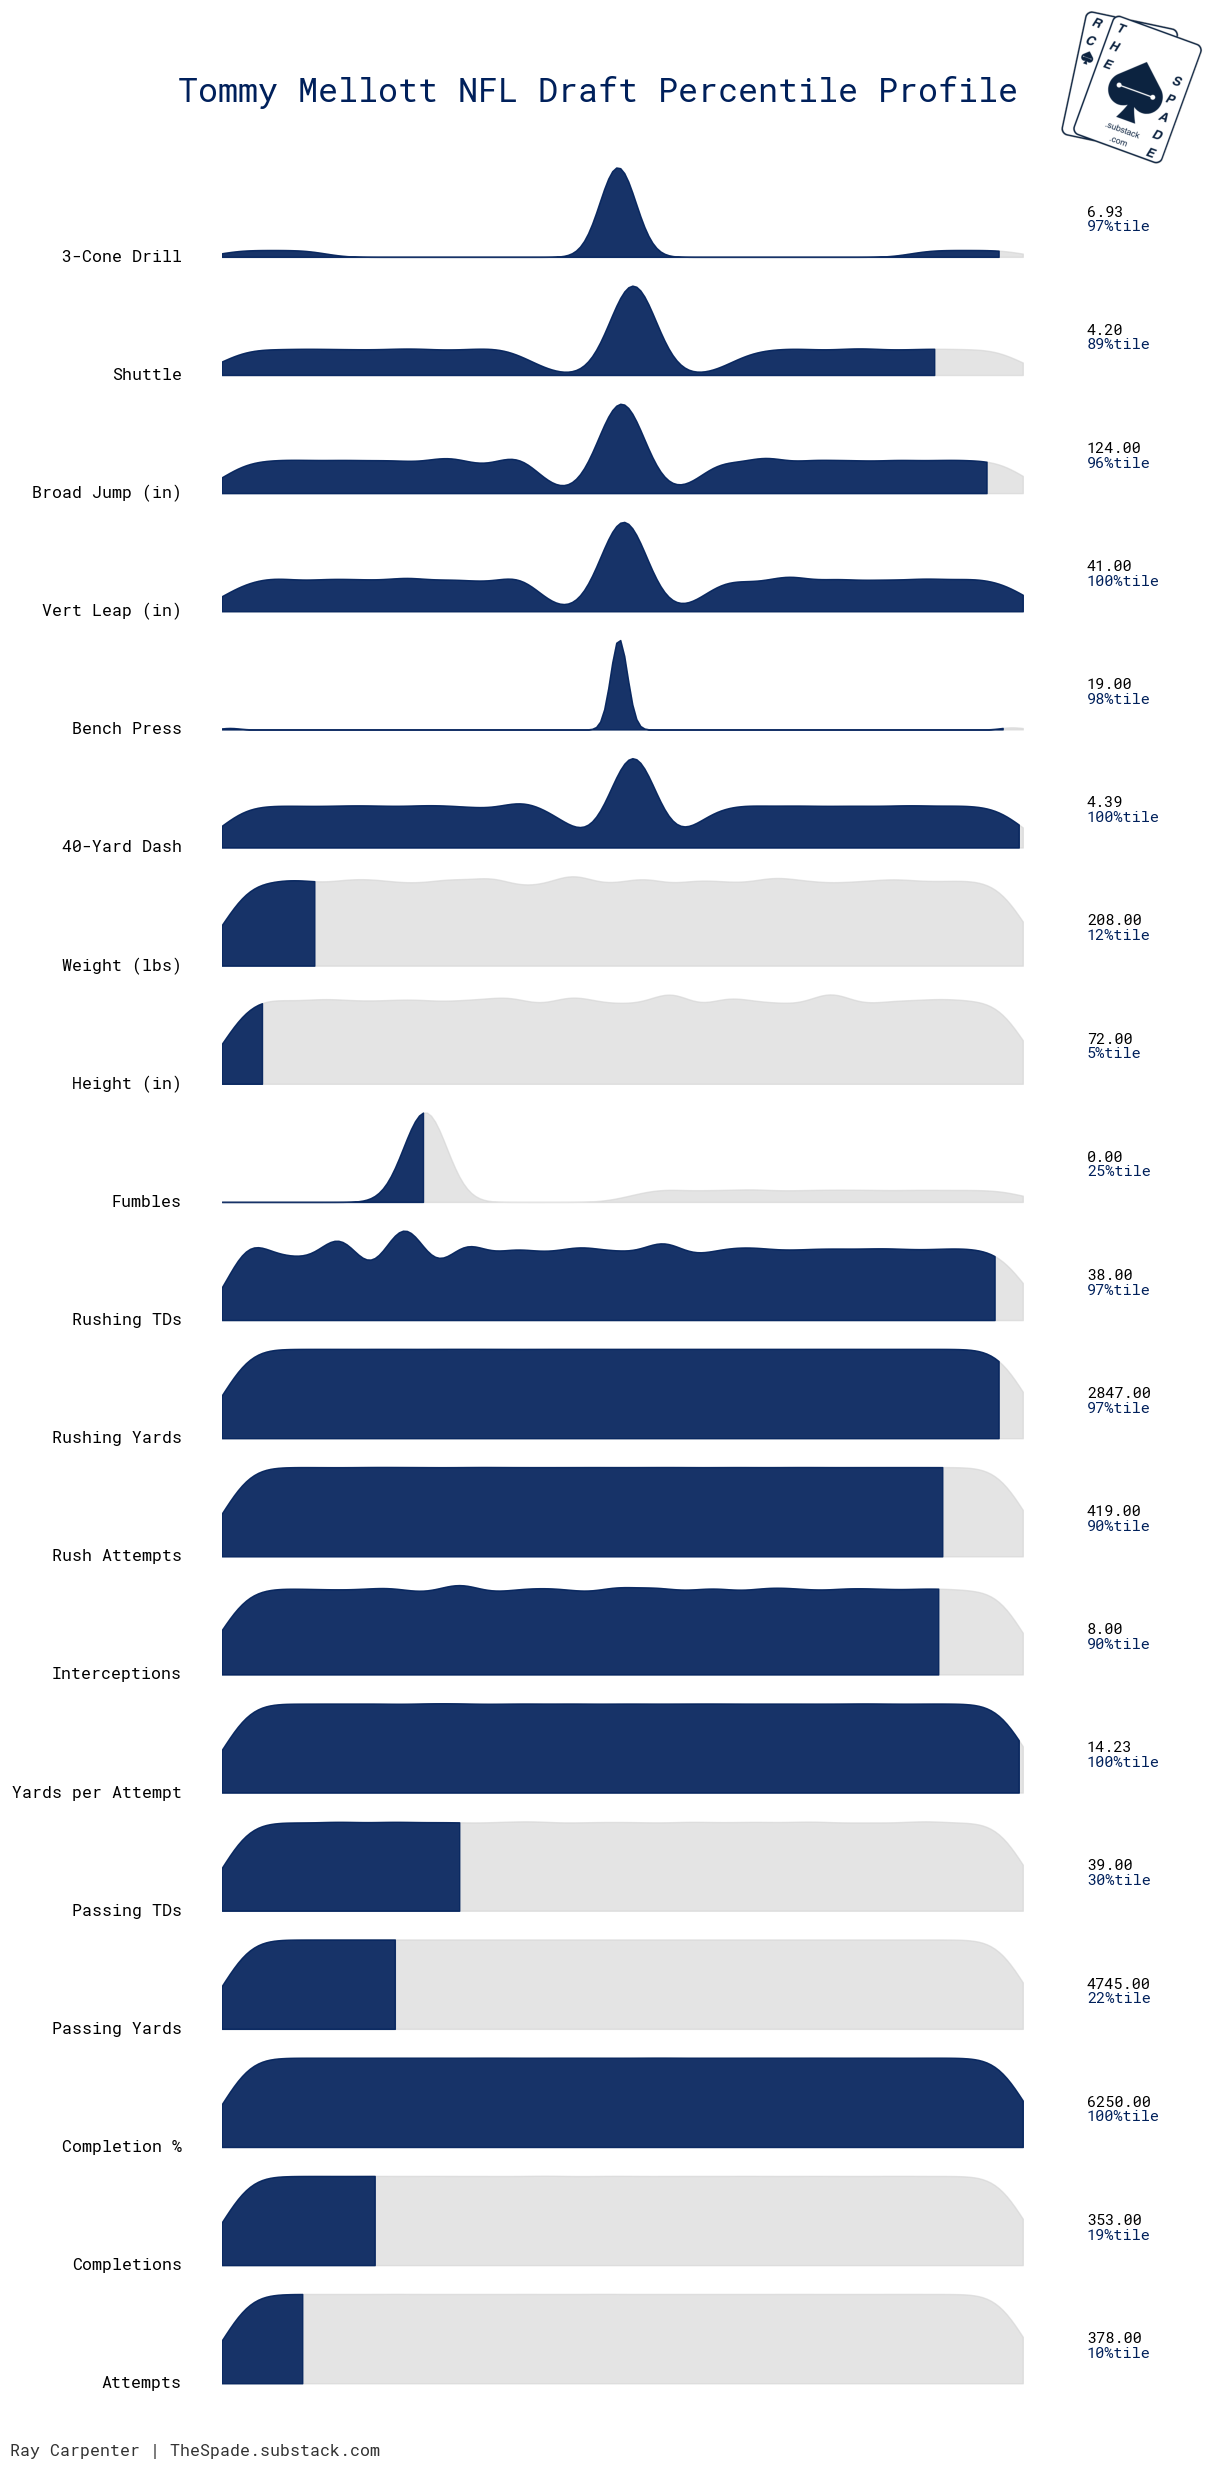 Tommy Mellott NFL Draft Percentile Profile
R
C
THE
SPADE
.substack
.com
3-Cone Drill
6.93
97%tile
Shuttle
4.20
89%tile
Broad Jump (in)
124.00
96%tile
Vert Leap (in)
41.00
100%tile
Bench Press
19.00
98%tile
40-Yard Dash
4.39
100%tile
Weight (lbs)
208.00
12%tile
Height (in)
72.00
5%tile
Fumbles
0.00
25%tile
Rushing TDs
38.00
97%tile
Rushing Yards
2847.00
97%tile
Rush Attempts
419.00
90%tile
Interceptions
8.00
90%tile
Yards per Attempt
14.23
100%tile
Passing TDs
39.00
30%tile
Passing Yards
4745.00
22%tile
Completion %
6250.00
100%tile
Completions
353.00
19%tile
Attempts
378.00
10%tile
Ray Carpenter | TheSpade.substack.com